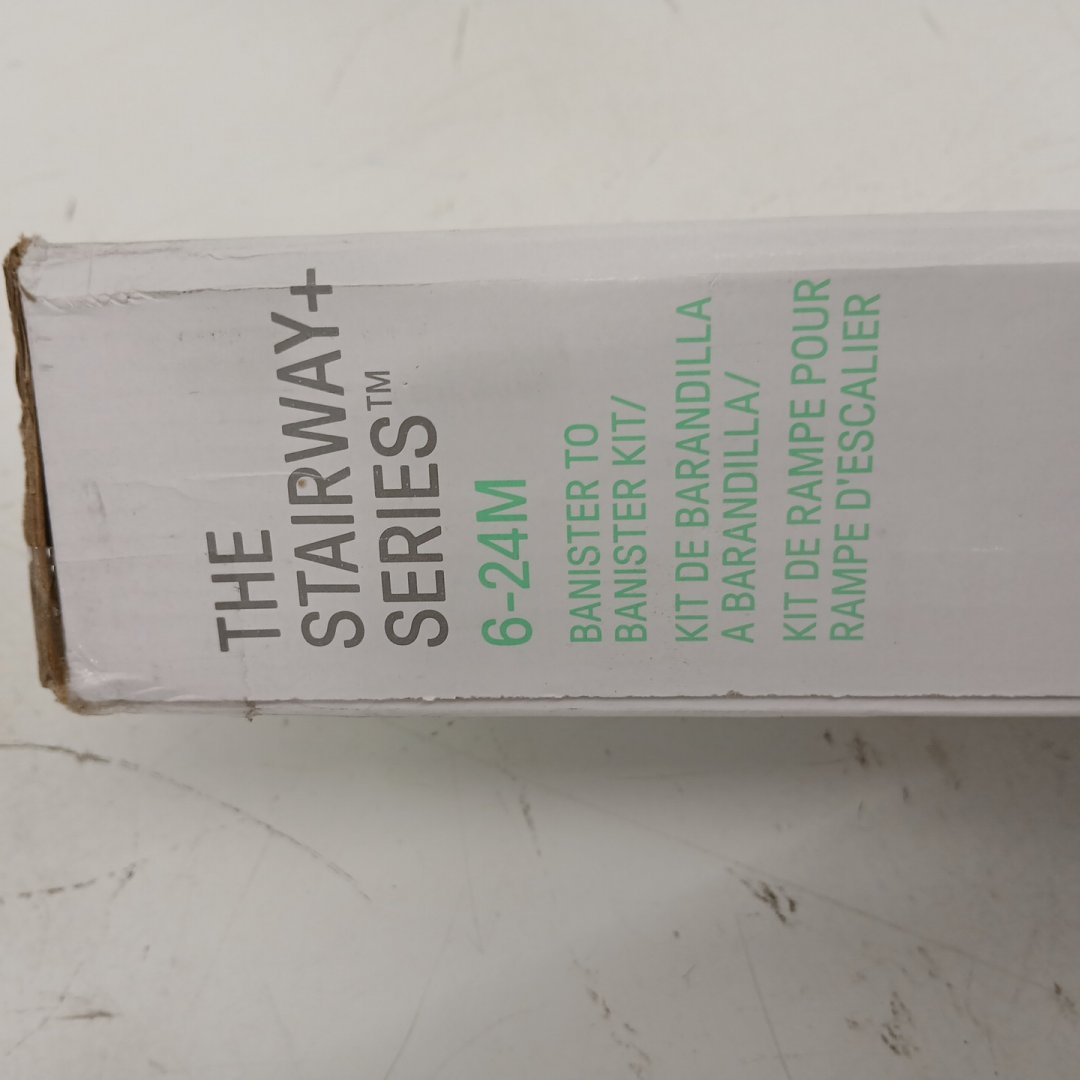 THE
STAIRWAY+
SERIES™
6-24M
BANISTER TO
BANISTER KIT/
KIT DE BARANDILLA
A BARANDILLA/
KIT DE RAMPE POUR
RAMPE D'ESCALIER